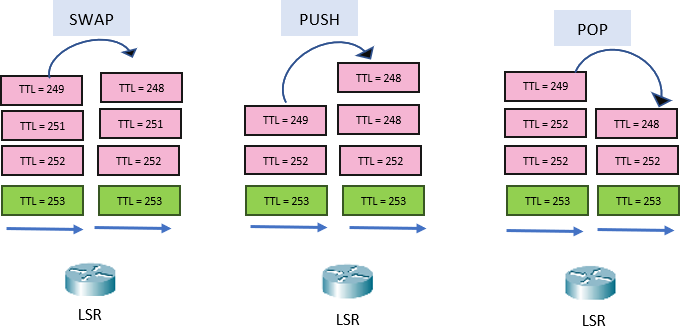 SWAP
TTL = 249
TTL = 251
TTL = 252
TTL = 253
TTL = 248
TTL = 251
TTL = 252
TTL = 253
LSR
PUSH
TTL = 249
TTL = 252
TTL = 253
TTL = 248
TTL = 248
TTL = 252
TTL = 253
LSR
POP
TTL = 249
TTL = 252
TTL = 252
TTL = 253
TTL = 248
TTL = 252
TTL = 253
LSR